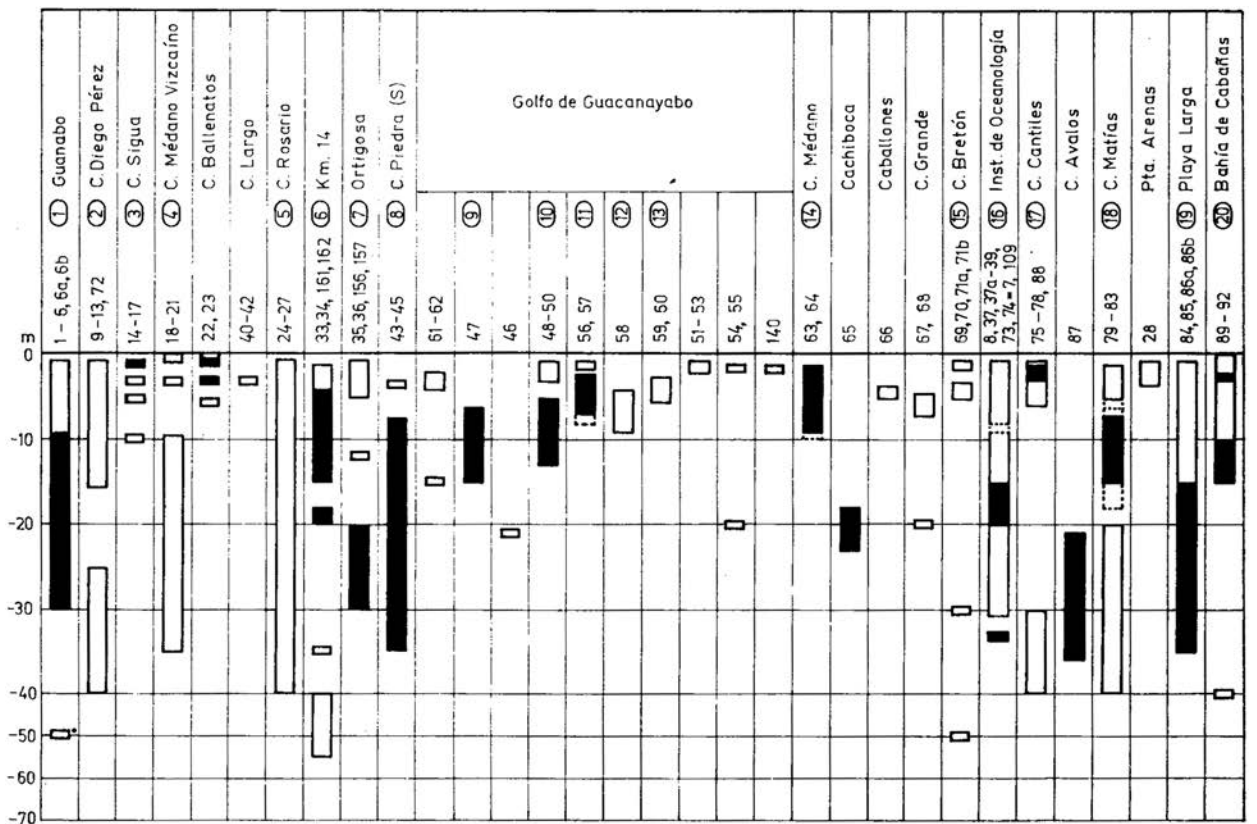 Golfo de Guacanayabo
① Guanabo
② C. Diego Pérez
③ C. Sigua
④ C. Médano Vizcaíno
C. Ballenatos
C. Largo
⑤ C. Rosario
⑥ Km. 14
⑦ Ortigosa
⑧ C. Piedra (S)
⑨
⑩
⑪
⑫
⑬
⑭ C. Médano
Cachiboca
Caballones
C. Grande
⑮ C. Bretón
⑯ Inst. de Oceanología
⑰ C. Cantiles
C. Avalos
⑱ C. Matías
Pta. Arenas
⑲ Playa Larga
⑳ Bahía de Cabañas
m
1-6, 6a, 6b
9-13, 72
14-17
18-21
22, 23
40-42
24-27
33, 34, 161, 162
35, 36, 156, 157
43-45
61-62
47
46
48-50
56, 57
58
59, 60
51-53
54, 55
140
63, 64
65
66
67, 68
69, 70, 71a, 71b
8, 37, 37a-39,
73, 74-7, 109
75-78, 88
87
79-83
28
84, 85, 86a, 86b
89-92
0
-10
-20
-30
-40
-50
-60
-70